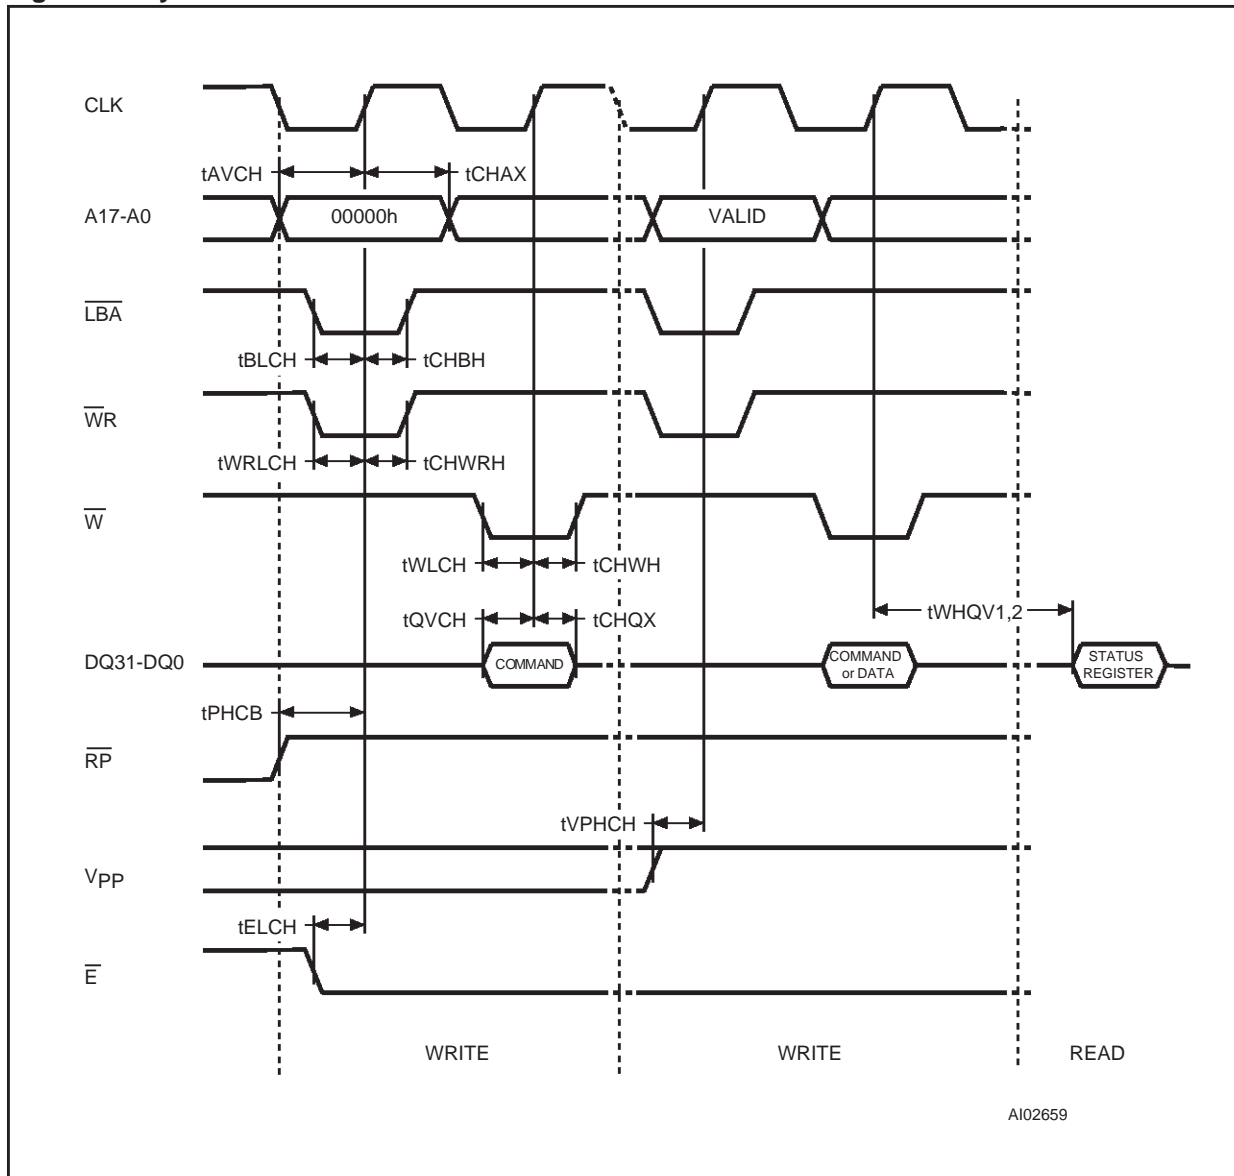 CLK
tAVCH
tCHAX
A17-A0
00000h
VALID
LBA
tBLCH
tCHBH
WR
tWRLCH
tCHWRH
W
tWLCH
tCHWH
tQVCH
tCHQX
tWHQV1,2
DQ31-DQ0
COMMAND
COMMAND
or DATA
STATUS
REGISTER
tPHCB
RP
tVPHCH
VPP
tELCH
E
WRITE
WRITE
READ
AI02659